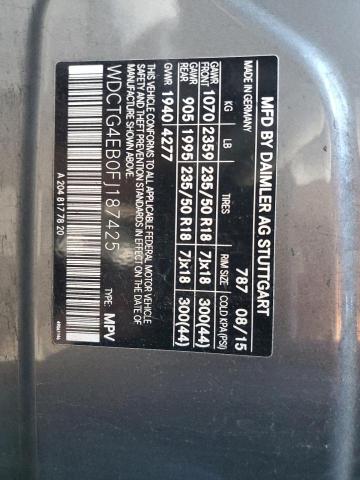 MFD BY DAIMLER AG STUTTGART 787 08/15
KG LB TIRES RIM SIZE COLD KPA(PSI)
GAWR FRONT 1070 2359 235/50 R18 7Jx18 300(44)
GAWR REAR 905 1995 235/50 R18 7Jx18 300(44)
GVWR 1940 4277
THIS VEHICLE CONFORMS TO ALL APPLICABLE FEDERAL MOTOR VEHICLE
SAFETY, BUMPER, AND THEFT PREVENTION STANDARDS IN
EFFECT ON THE DATE OF MANUFACTURE SHOWN ABOVE.
WDCTG4EB0FJ187425 TYPE: MPV
A 204 817 78 20